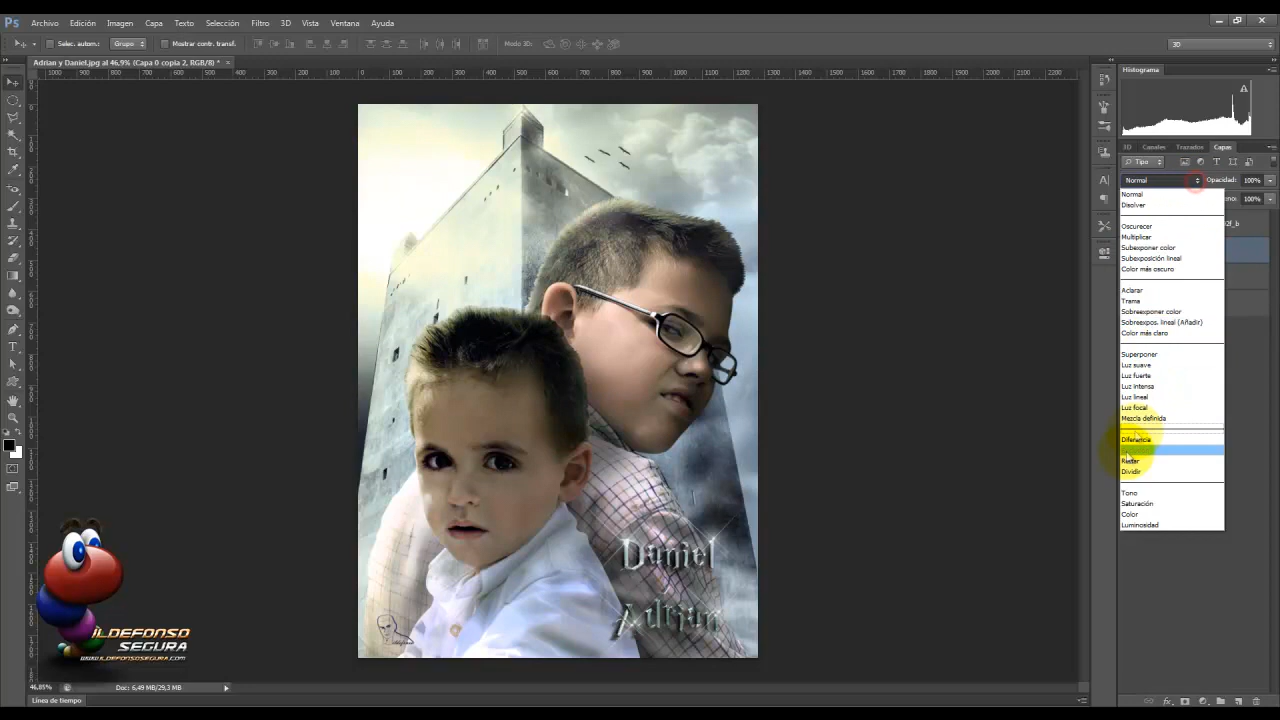 Ps Archivo Edición Imagen Capa Texto Selección Filtro 3D Vista Ventana Ayuda
Selec. autom.: Grupo Mostrar contr. transf. Modo 3D: 3D
Adrian y Daniel.jpg al 46,9% (Capa 0 copia 2, RGB/8) * ×
Histograma
3D Canales Trazados Capas
Tipo
Normal Opacidad: 100%
Normal
100%
Disolver
Oscurecer
Multiplicar
Subexponer color
Subexposición lineal
Color más oscuro
Aclarar
Trama
Sobreexponer color
Sobreexpos. lineal (Añadir)
Color más claro
Superponer
Luz suave
Luz fuerte
Luz intensa
Luz lineal
Luz focal
Mezcla definida
Diferencia
Restar
Dividir
Tono
Saturación
Color
Luminosidad
Daniel
Adrian
ILDEFONSO
SEGURA
WWW.ILDEFONSOSEGURA.COM
46,85% Doc: 6,49 MB/29,3 MB
Línea de tiempo